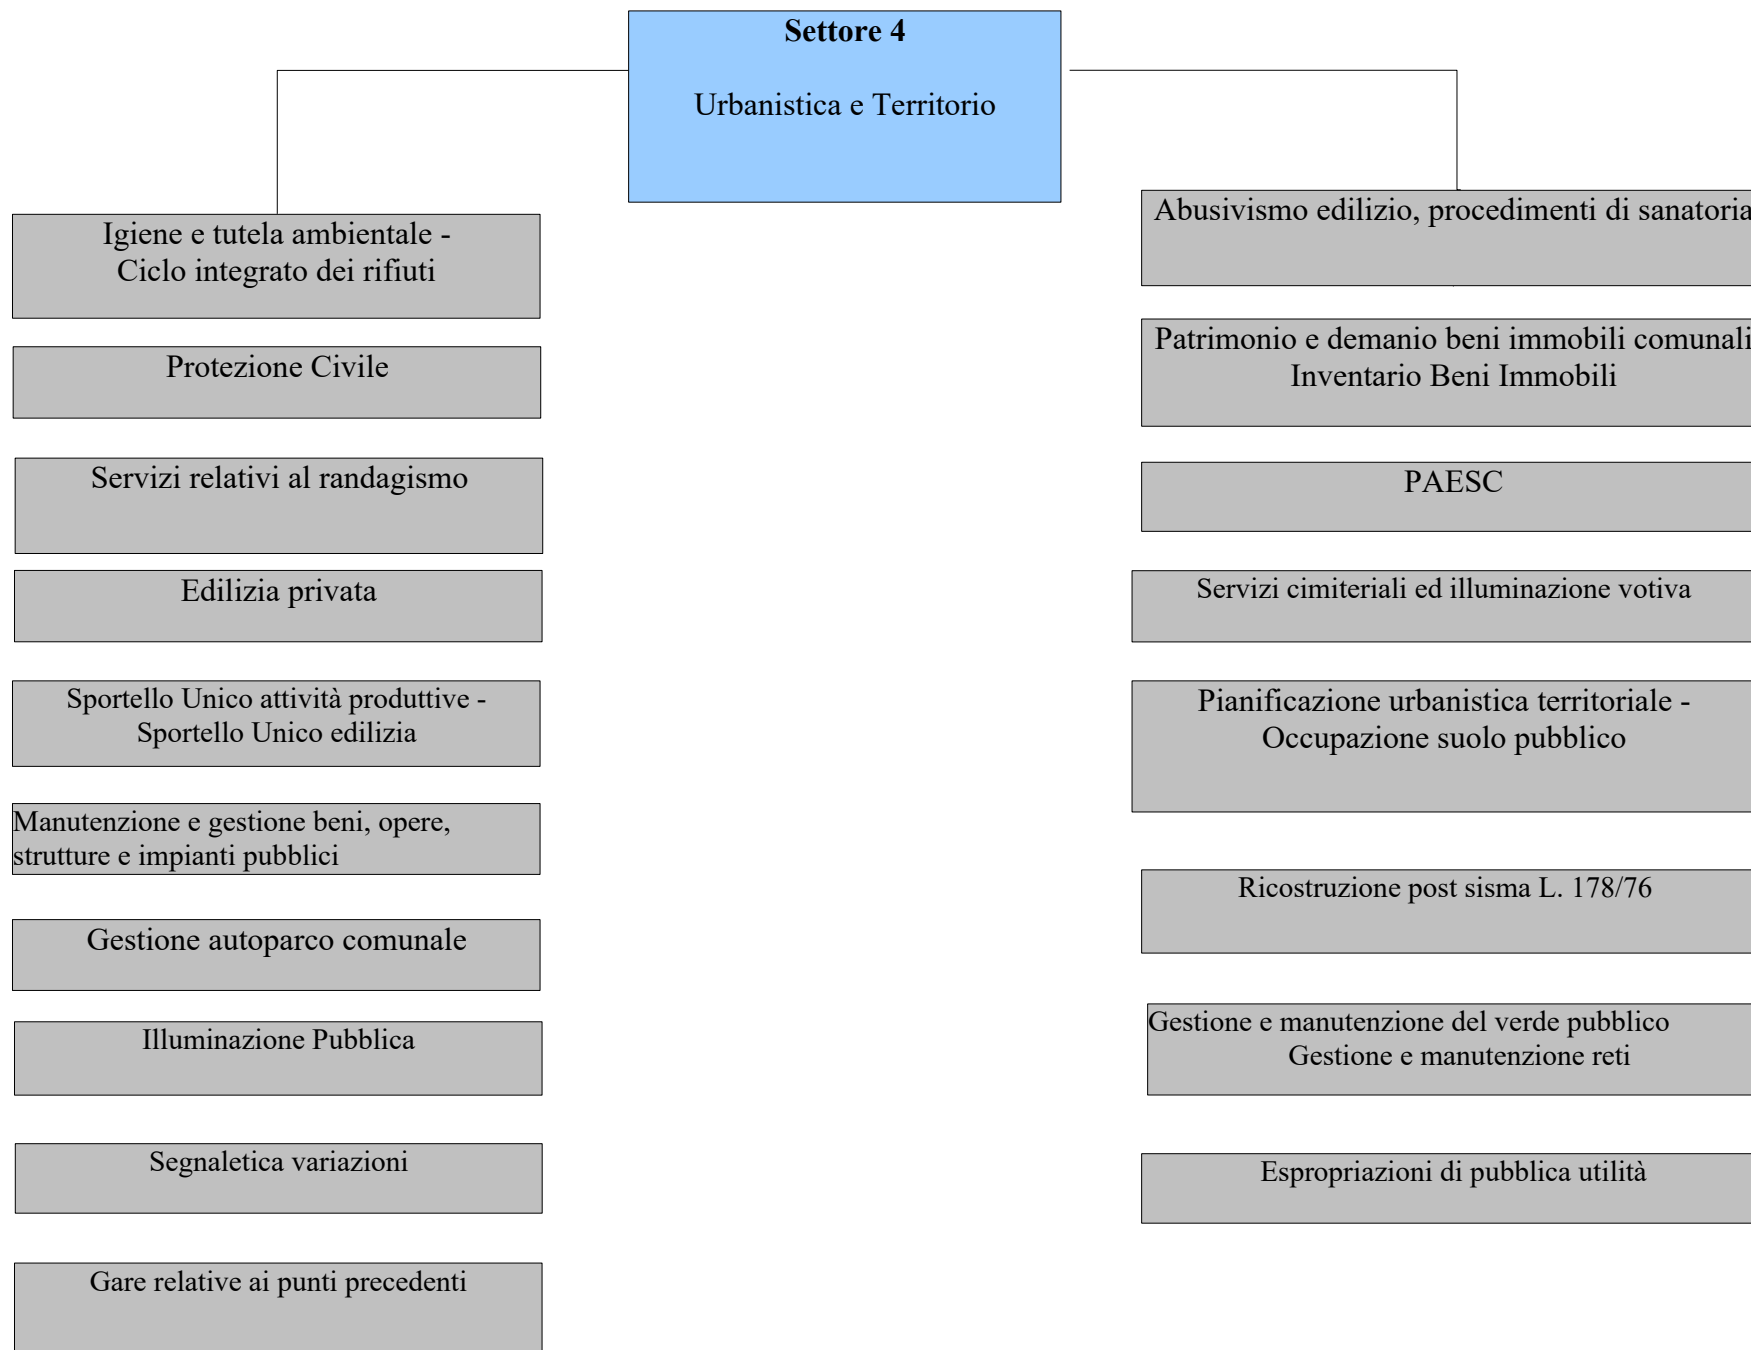 Settore 4
Urbanistica e Territorio
Igiene e tutela ambientale -
Ciclo integrato dei rifiuti
Protezione Civile
Servizi relativi al randagismo
Edilizia privata
Sportello Unico attività produttive -
Sportello Unico edilizia
Manutenzione e gestione beni, opere,
strutture e impianti pubblici
Gestione autoparco comunale
Illuminazione Pubblica
Segnaletica variazioni
Gare relative ai punti precedenti
Abusivismo edilizio, procedimenti di sanatoria
Patrimonio e demanio beni immobili comunali
Inventario Beni Immobili
PAESC
Servizi cimiteriali ed illuminazione votiva
Pianificazione urbanistica territoriale -
Occupazione suolo pubblico
Ricostruzione post sisma L. 178/76
Gestione e manutenzione del verde pubblico
Gestione e manutenzione reti
Espropriazioni di pubblica utilità